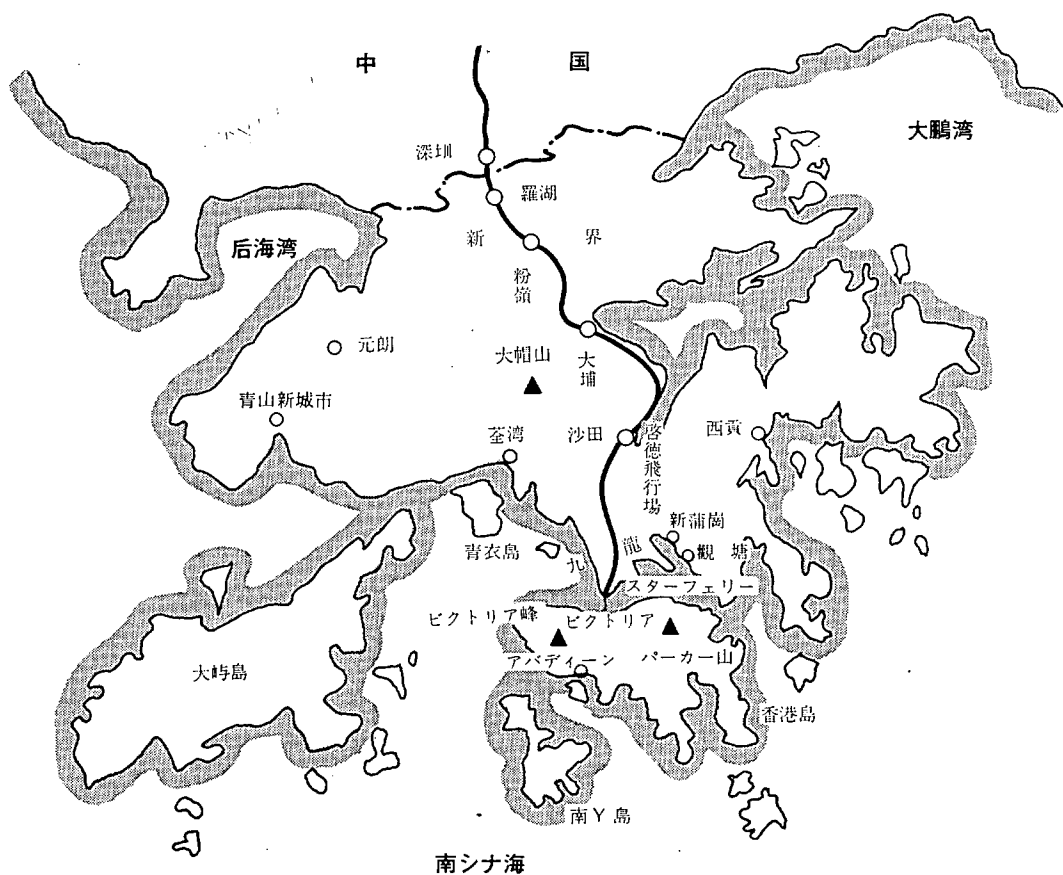 中国
大鵬湾
深圳
羅湖
新界
后海湾
粉嶺
元朗
大帽山
大埔
青山新城市
荃湾
沙田
啓徳飛行場
西貢
新蒲崗
青衣島
九龍
観塘
スターフェリー
ビクトリア峰
ビクトリア
大嶼島
アバディーン
パーカー山
香港島
南Y島
南シナ海